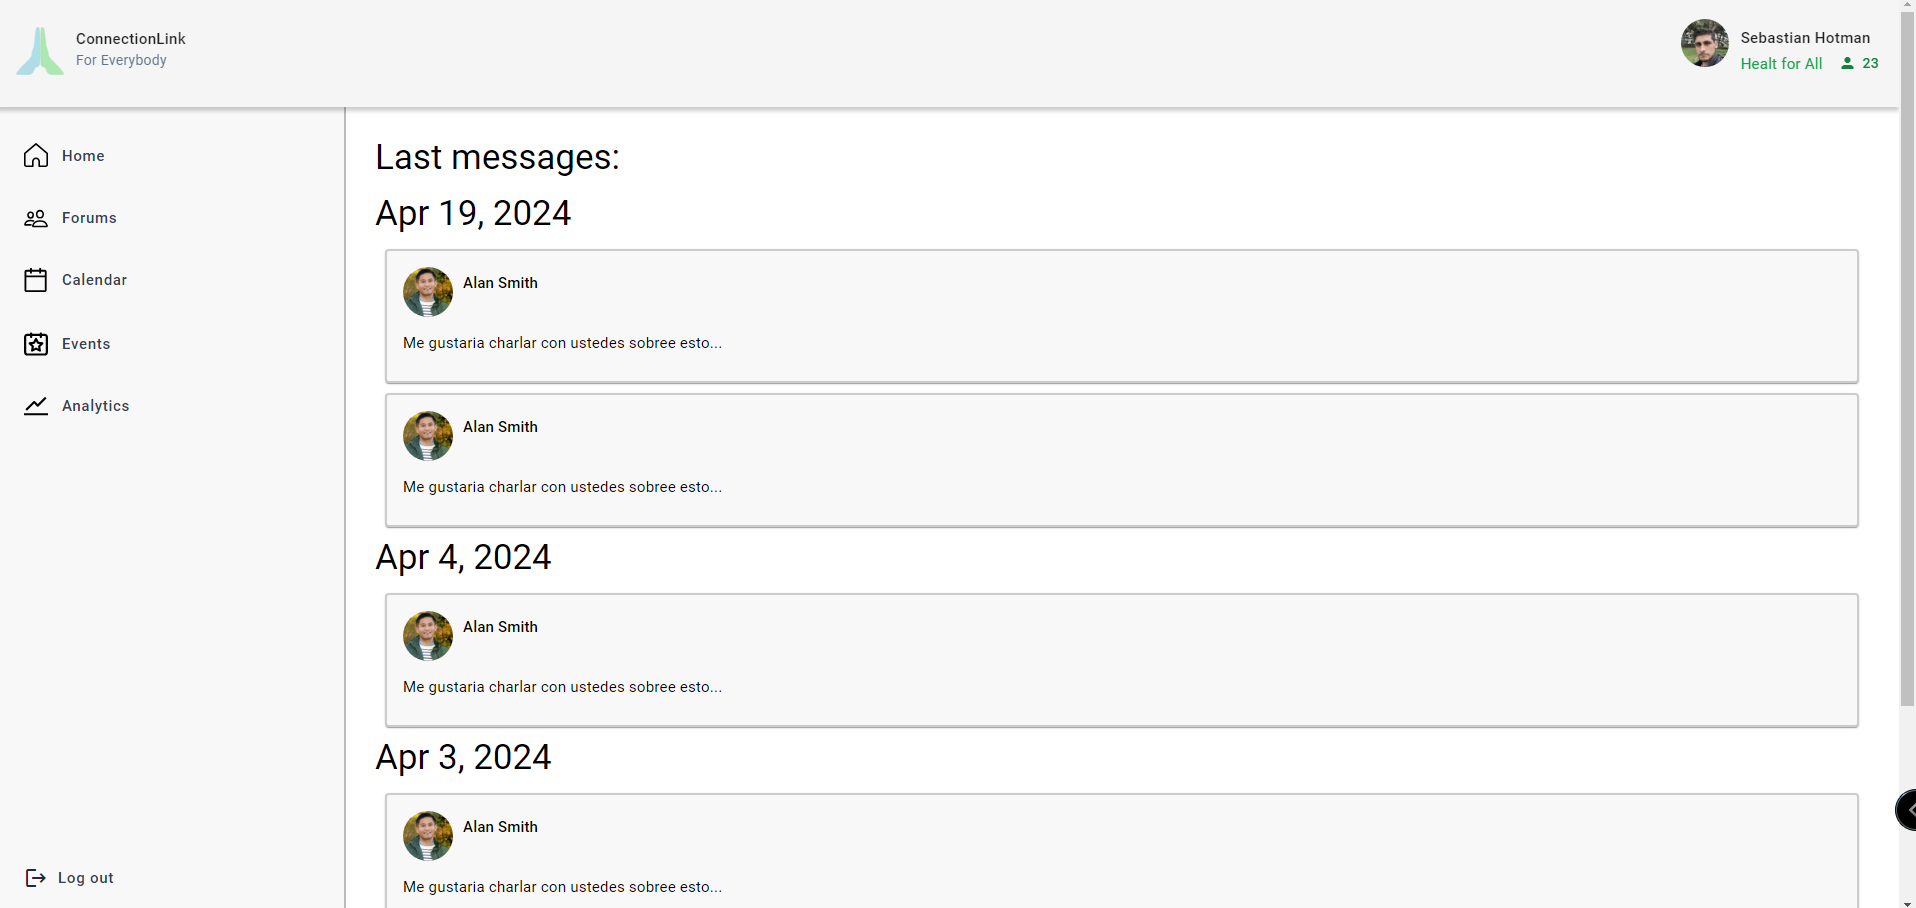 ConnectionLink
For Everybody
Sebastian Hotman
Healt for All 23
Home
Forums
Calendar
Events
Analytics
Log out
Last messages:
Apr 19, 2024
Alan Smith
Me gustaria charlar con ustedes sobree esto...
Alan Smith
Me gustaria charlar con ustedes sobree esto...
Apr 4, 2024
Alan Smith
Me gustaria charlar con ustedes sobree esto...
Apr 3, 2024
Alan Smith
Me gustaria charlar con ustedes sobree esto...